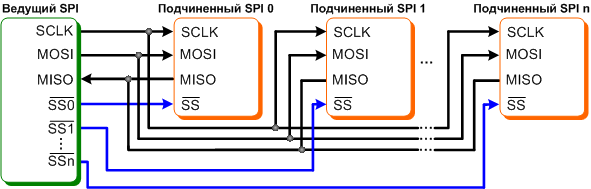 Ведущий SPI
Подчиненный SPI 0
Подчиненный SPI 1
Подчиненный SPI n
SCLK
MOSI
MISO
SS0
SS1
⋮
SSn
SCLK
MOSI
MISO
SS
SCLK
MOSI
MISO
SS
...
SCLK
MOSI
MISO
SS